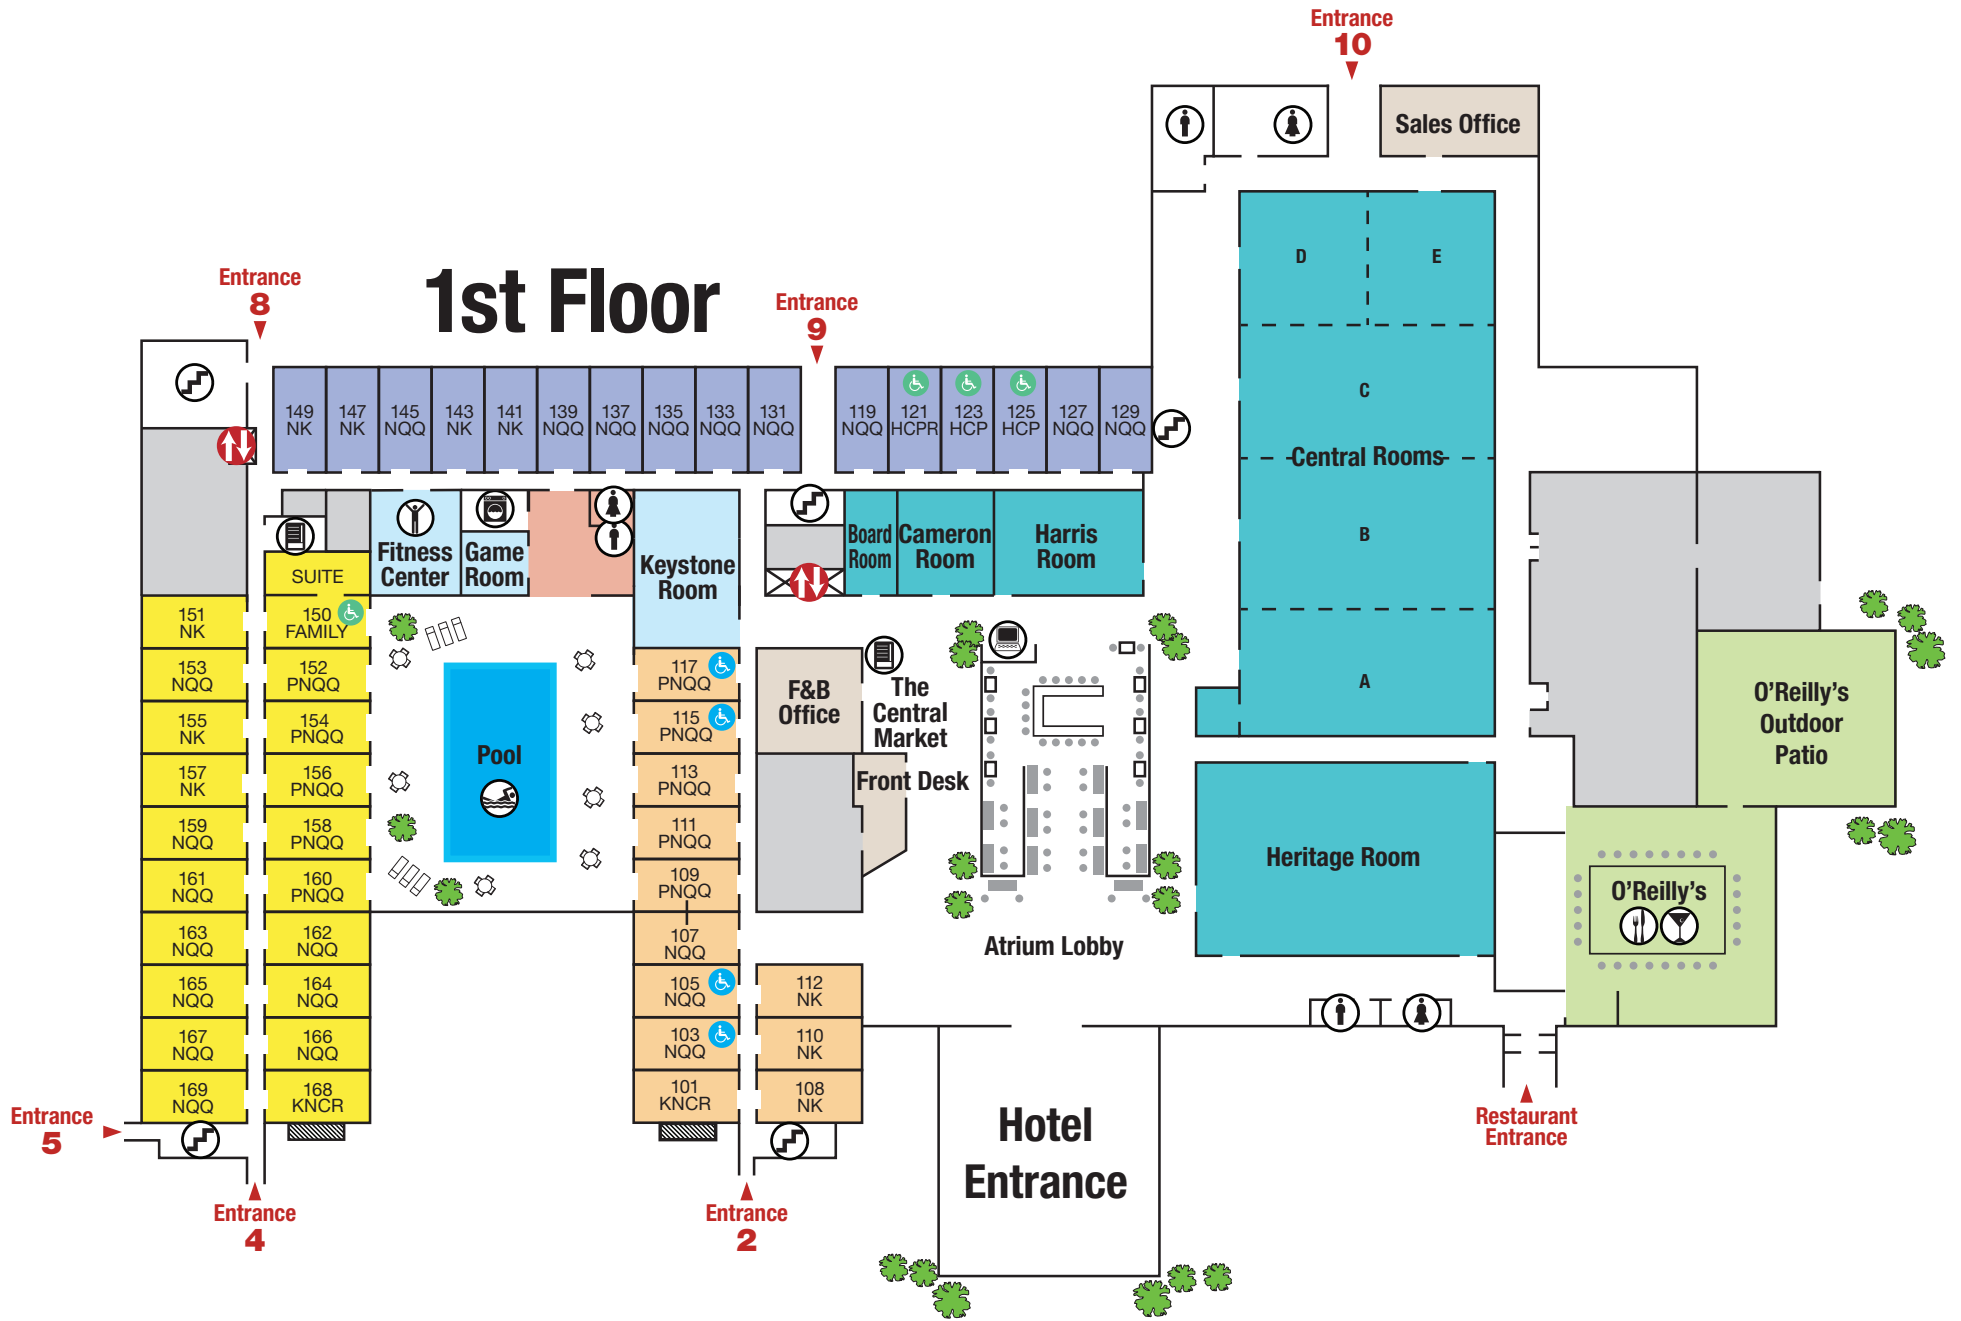 Entrance
10
Sales Office
D
E
C
Central Rooms
B
A
1st Floor
Entrance
8
Entrance
9
149
NK
147
NK
145
NQQ
143
NK
141
NK
139
NQQ
137
NQQ
135
NQQ
133
NQQ
131
NQQ
119
NQQ
121
HCPR
123
HCP
125
HCP
127
NQQ
129
NQQ
Fitness
Center
Game
Room
Keystone
Room
Board
Room
Cameron
Room
Harris
Room
SUITE
150
FAMILY
152
PNQQ
154
PNQQ
156
PNQQ
158
PNQQ
160
PNQQ
162
NQQ
164
NQQ
166
NQQ
168
KNCR
151
NK
153
NQQ
155
NK
157
NK
159
NQQ
161
NQQ
163
NQQ
165
NQQ
167
NQQ
169
NQQ
Pool
117
PNQQ
115
PNQQ
113
PNQQ
111
PNQQ
109
PNQQ
107
NQQ
105
NQQ
103
NQQ
101
KNCR
112
NK
110
NK
108
NK
F&B
Office
The
Central
Market
Front Desk
Atrium Lobby
Heritage Room
O'Reilly's
Outdoor
Patio
O'Reilly's
Hotel
Entrance
Restaurant
Entrance
Entrance
5
Entrance
4
Entrance
2